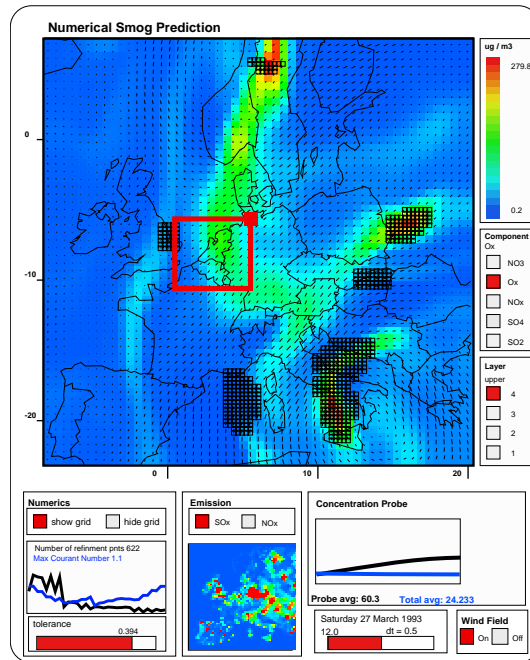 Numerical Smog Prediction
ug / m3
279.8
0.2
0
-10
-20
0
10
20
Component
Ox
NO3
Ox
NOx
SO4
SO2
Layer
upper
4
3
2
1
Numerics
show grid
hide grid
Number of refinment pnts 622
Max Courant Number 1.1
tolerance
0.394
Emission
SOx
NOx
Concentration Probe
Probe avg: 60.3
Total avg: 24.233
Saturday 27 March 1993
12.0
dt = 0.5
Wind Field
On
Off